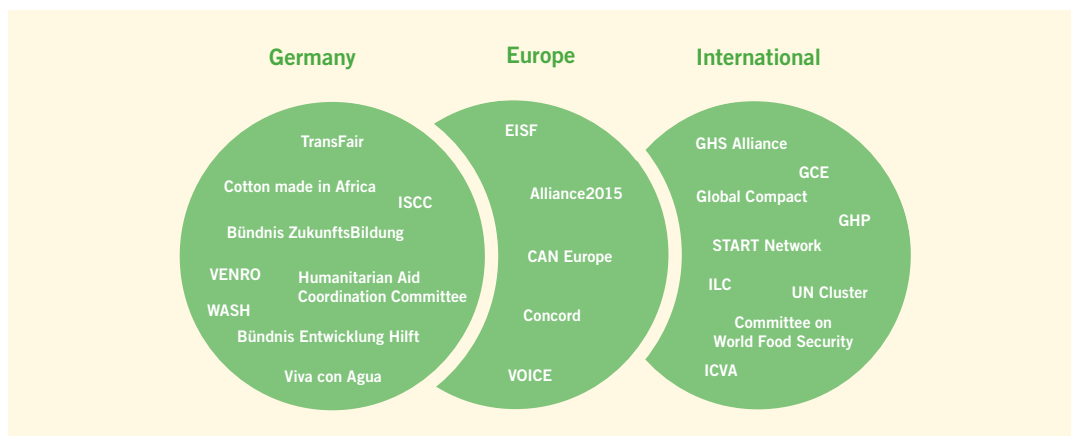 Germany
TransFair
Cotton made in Africa
ISCC
Bündnis ZukunftsBildung
VENRO
Humanitarian Aid
Coordination Committee
WASH
Bündnis Entwicklung Hilft
Viva con Agua
Europe
EISF
Alliance2015
CAN Europe
Concord
VOICE
International
GHS Alliance
GCE
Global Compact
GHP
START Network
ILC
UN Cluster
Committee on
World Food Security
ICVA